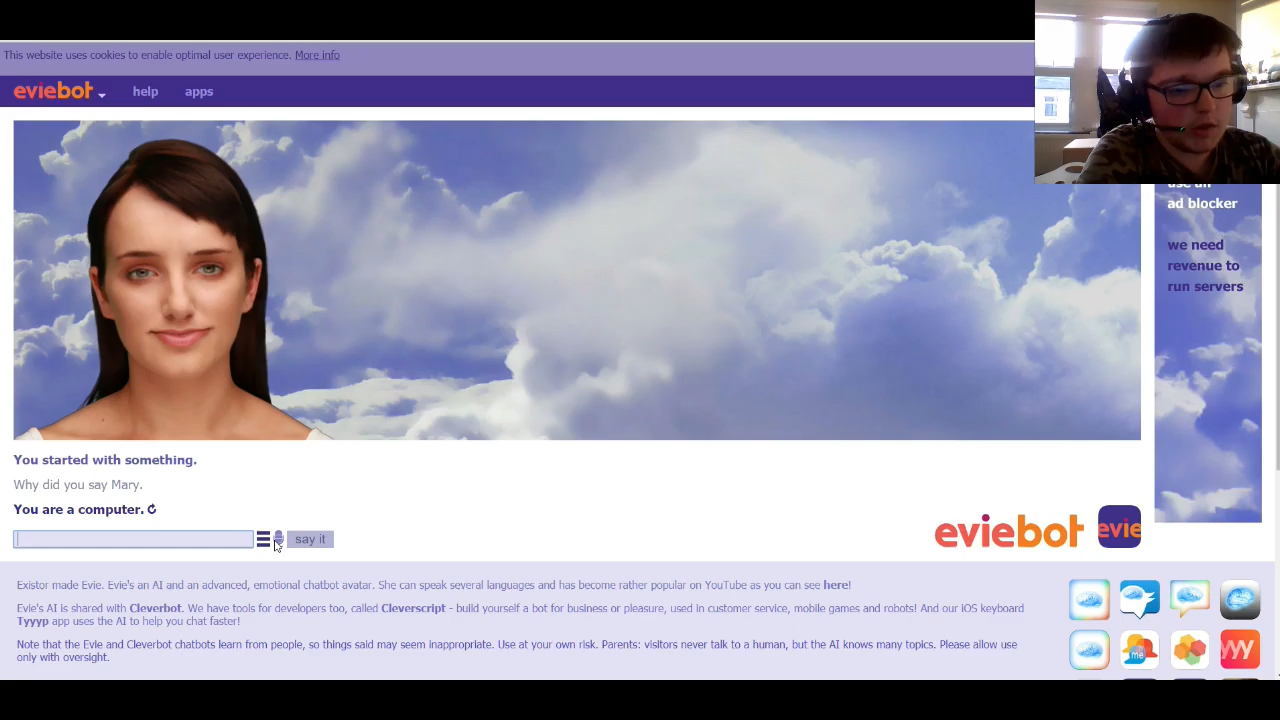 This website uses cookies to enable optimal user experience. More info
eviebot help apps
ad blocker
we need
revenue to
run servers
You started with something.
Why did you say Mary.
You are a computer.
say it
eviebot evie
Existor made Evie. Evie's an AI and an advanced, emotional chatbot avatar. She can speak several languages and has become rather popular on YouTube as you can see here!
Evie's AI is shared with Cleverbot. We have tools for developers too, called Cleverscript - build yourself a bot for business or pleasure, used in customer service, mobile games and robots! And our iOS keyboard
Tyyyp app uses the AI to help you chat faster!
Note that the Evie and Cleverbot chatbots learn from people, so things said may seem inappropriate. Use at your own risk. Parents: visitors never talk to a human, but the AI knows many topics. Please allow use
only with oversight.
me
yyy